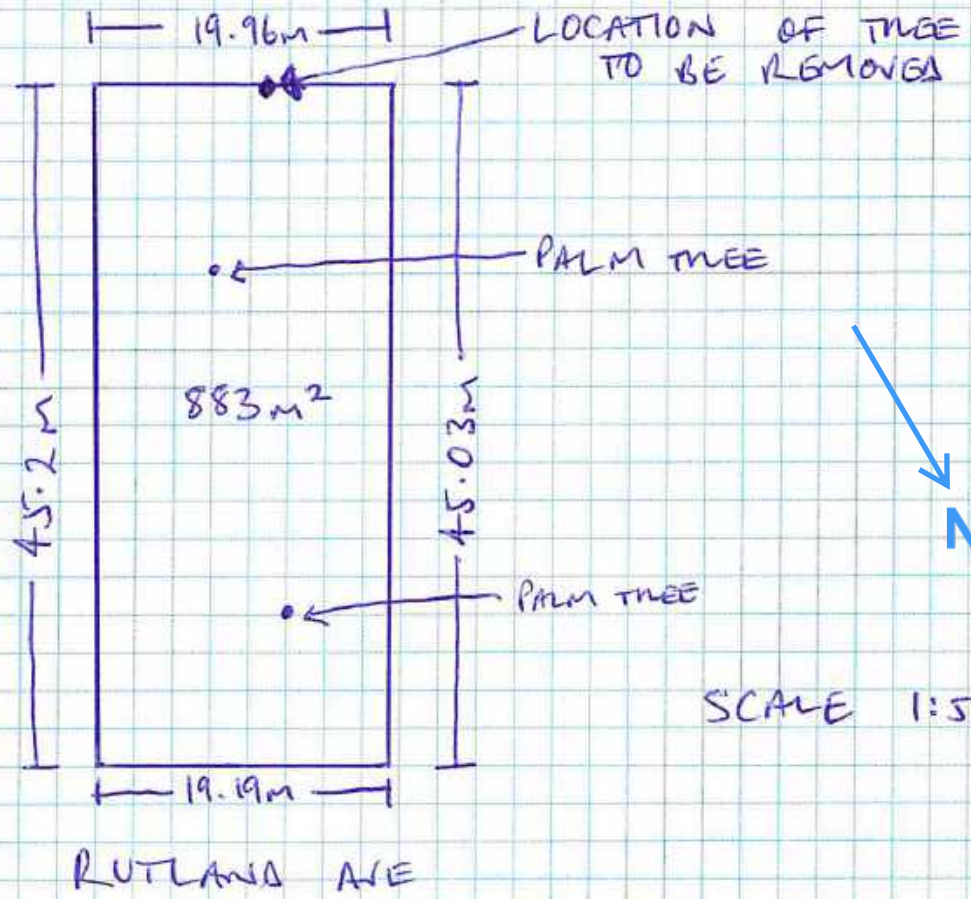 19.96m
LOCATION OF TREE
TO BE REMOVED
PALM TREE
883m²
45.2m
45.03m
N
PALM TREE
SCALE 1:5
19.19m
RUTLAND AVE